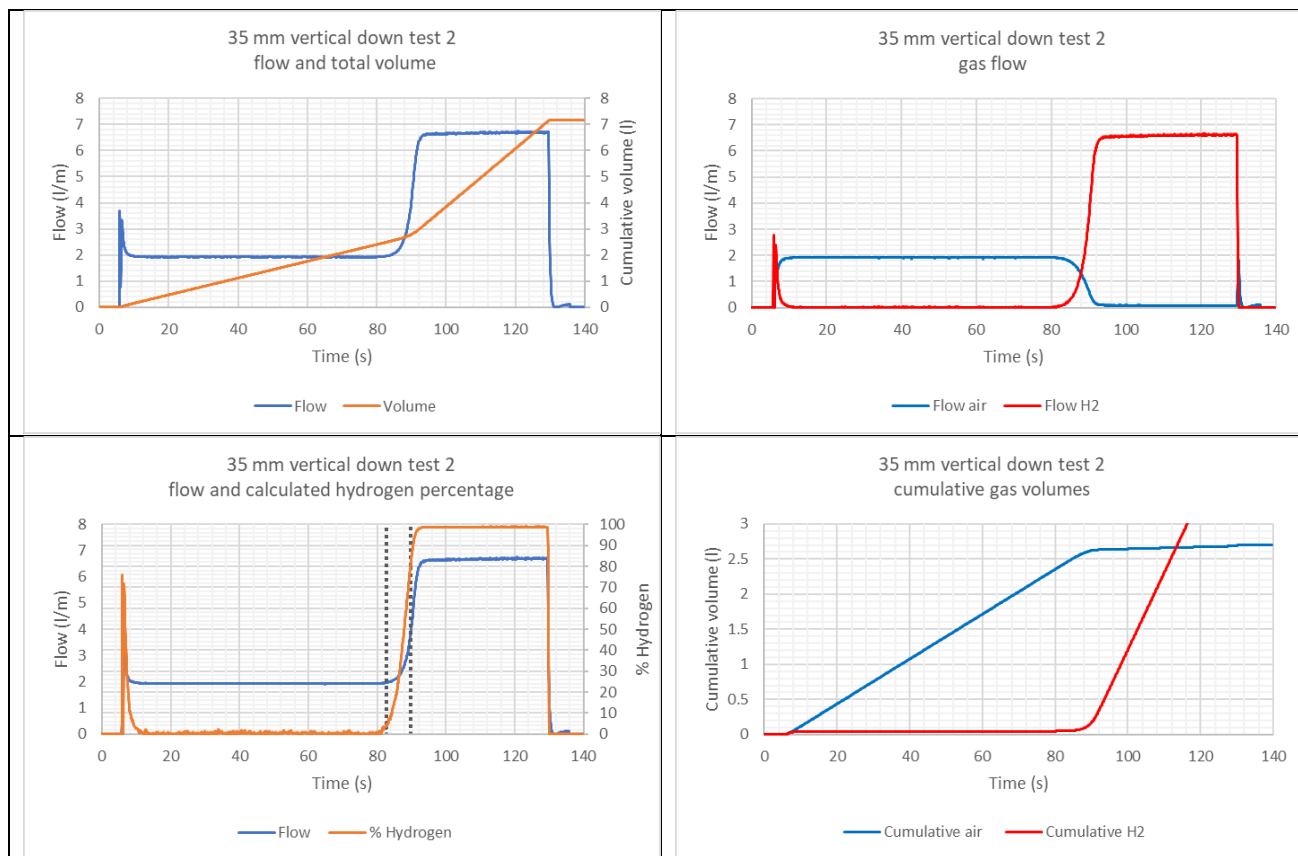 35 mm vertical down test 2
flow and total volume
8
7
6
5
4
3
2
1
0
Flow (l/m)
8
7
6
5
4
3
2
1
0
Cumulative volume (l)
0 20 40 60 80 100 120 140
Time (s)
Flow Volume
35 mm vertical down test 2
gas flow
8
7
6
5
4
3
2
1
0
Flow (l/m)
0 20 40 60 80 100 120 140
Time (s)
Flow air Flow H2
35 mm vertical down test 2
flow and calculated hydrogen percentage
8
7
6
5
4
3
2
1
0
Flow (l/m)
100
90
80
70
60
50
40
30
20
10
0
% Hydrogen
0 20 40 60 80 100 120 140
Time (s)
Flow % Hydrogen
35 mm vertical down test 2
cumulative gas volumes
3
2.5
2
1.5
1
0.5
0
Cumulative volume (l)
0 20 40 60 80 100 120 140
Time (s)
Cumulative air Cumulative H2